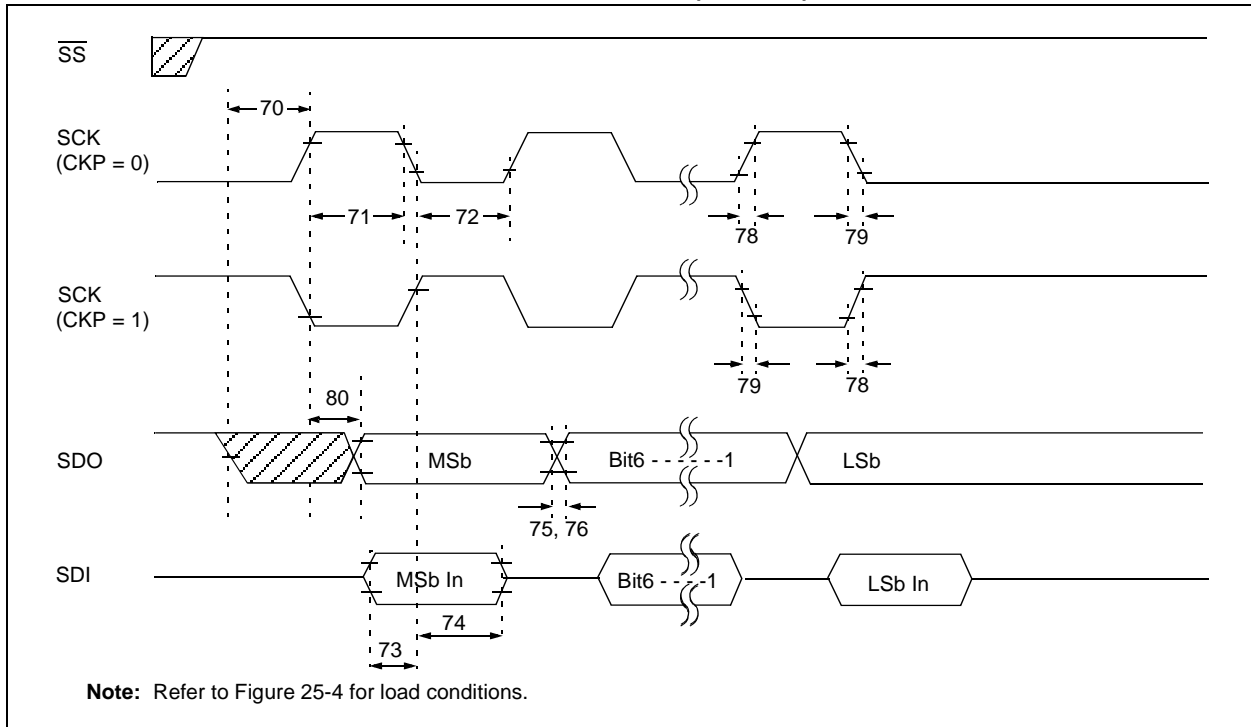 SS
70
SCK
(CKP = 0)
71
72
78
79
SCK
(CKP = 1)
79
78
80
SDO
MSb
Bit6 - - - - - -1
LSb
75, 76
SDI
MSb In
Bit6 - - - -1
LSb In
74
73
Note: Refer to Figure 25-4 for load conditions.